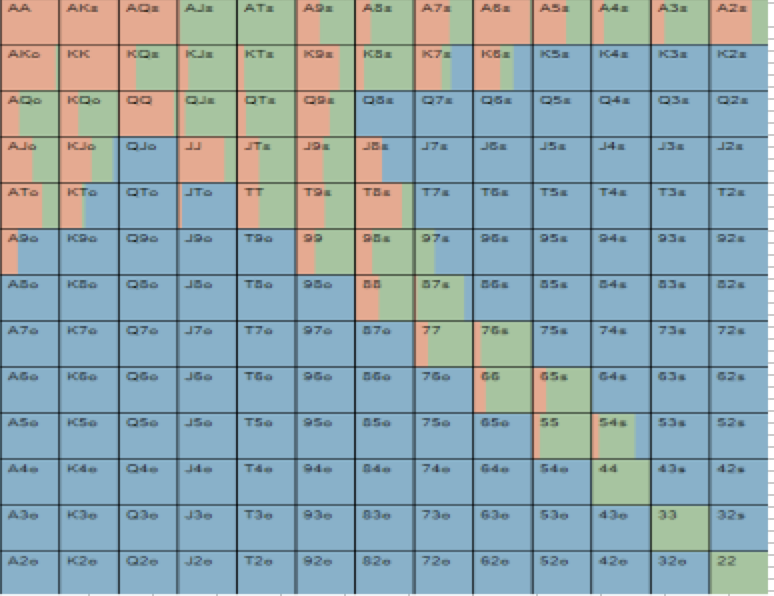 AA AKs AQs AJs ATs A9s A8s A7s A6s A5s A4s A3s A2s
AKo KK KQs KJs KTs K9s K8s K7s K6s K5s K4s K3s K2s
AQo KQo QQ QJs QTs Q9s Q8s Q7s Q6s Q5s Q4s Q3s Q2s
AJo KJo QJo JJ JTs J9s J8s J7s J6s J5s J4s J3s J2s
ATo KTo QTo JTo TT T9s T8s T7s T6s T5s T4s T3s T2s
A9o K9o Q9o J9o T9o 99 98s 97s 96s 95s 94s 93s 92s
A8o K8o Q8o J8o T8o 98o 88 87s 86s 85s 84s 83s 82s
A7o K7o Q7o J7o T7o 97o 87o 77 76s 75s 74s 73s 72s
A6o K6o Q6o J6o T6o 96o 86o 76o 66 65s 64s 63s 62s
A5o K5o Q5o J5o T5o 95o 85o 75o 65o 55 54s 53s 52s
A4o K4o Q4o J4o T4o 94o 84o 74o 64o 54o 44 43s 42s
A3o K3o Q3o J3o T3o 93o 83o 73o 63o 53o 43o 33 32s
A2o K2o Q2o J2o T2o 92o 82o 72o 62o 52o 42o 32o 22